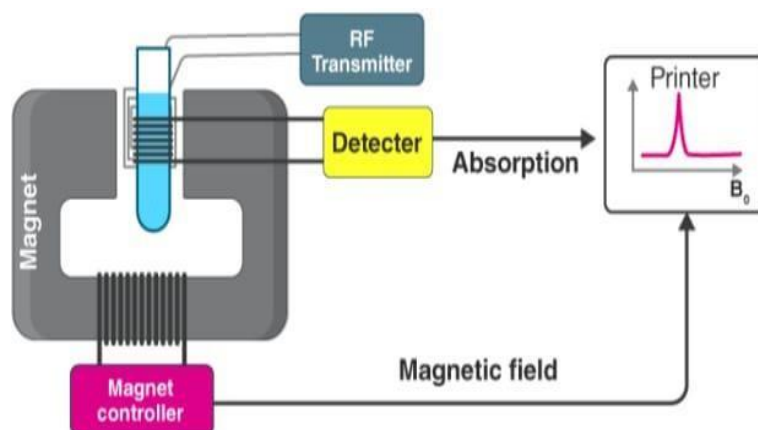 RF
Transmitter
Magnet
Detecter
Absorption
Printer
B₀
Magnetic field
Magnet
controller